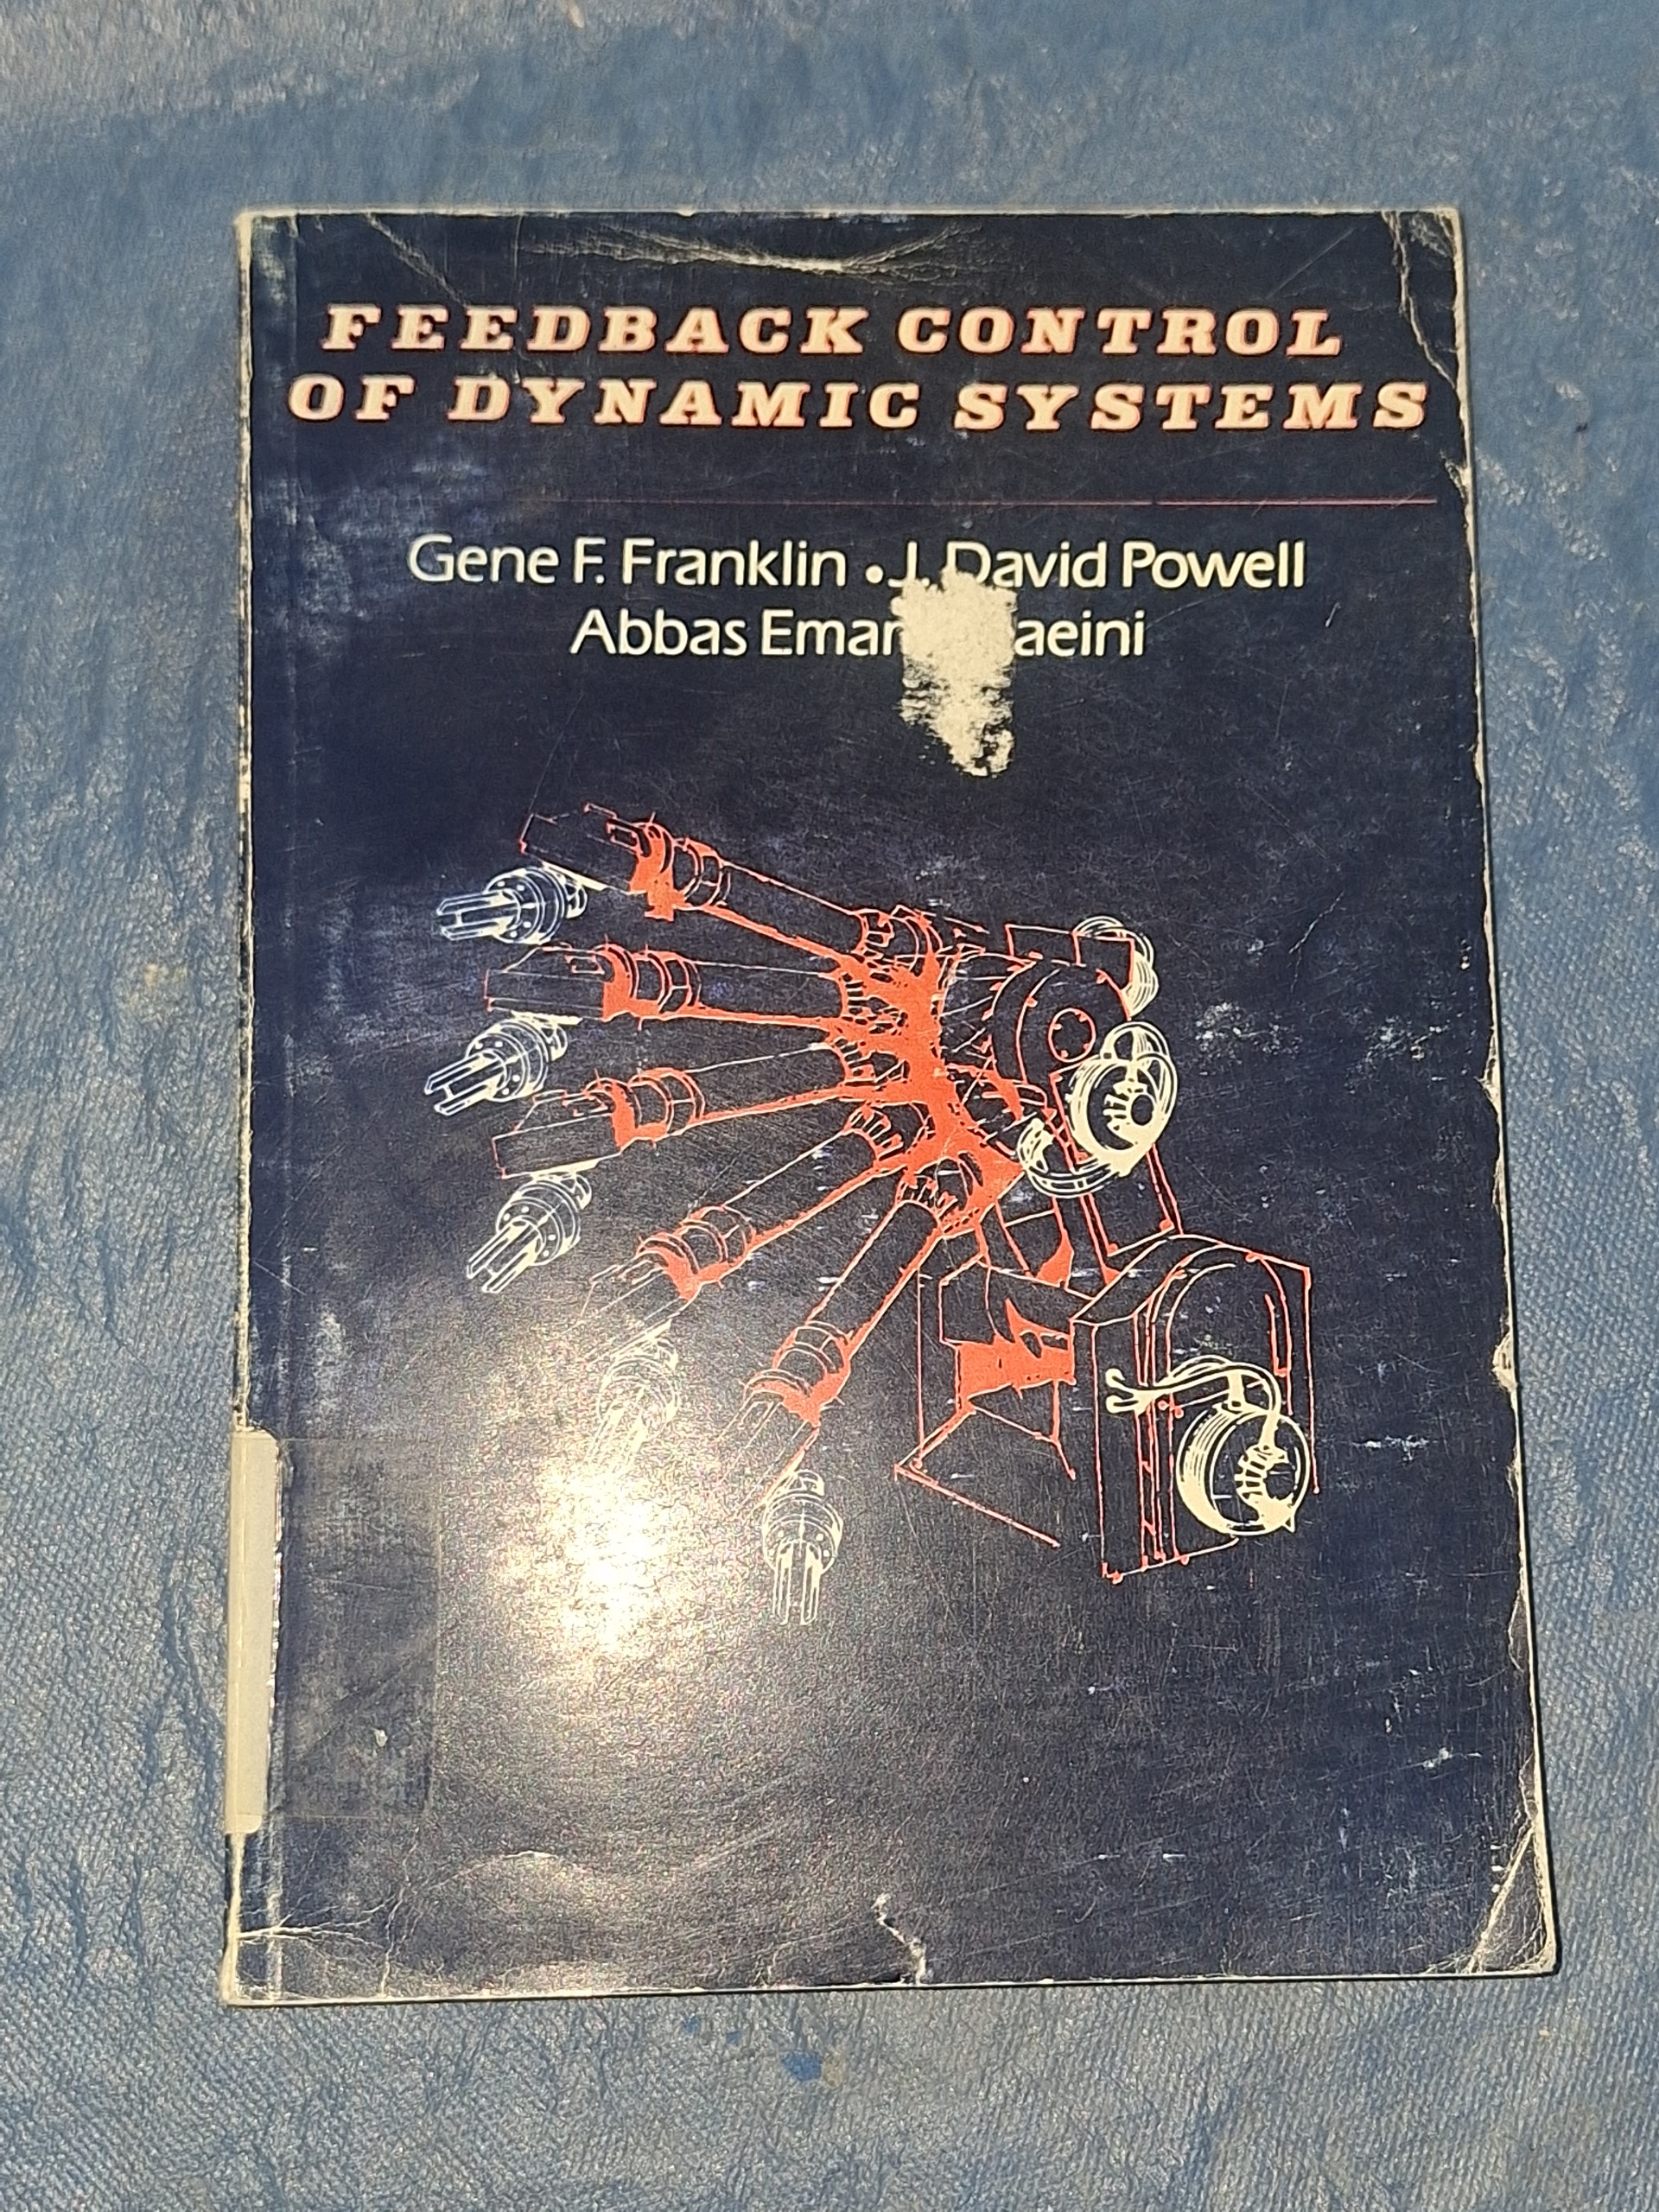 FEEDBACK CONTROL
OF DYNAMIC SYSTEMS
Gene F. Franklin • J. David Powell
Abbas